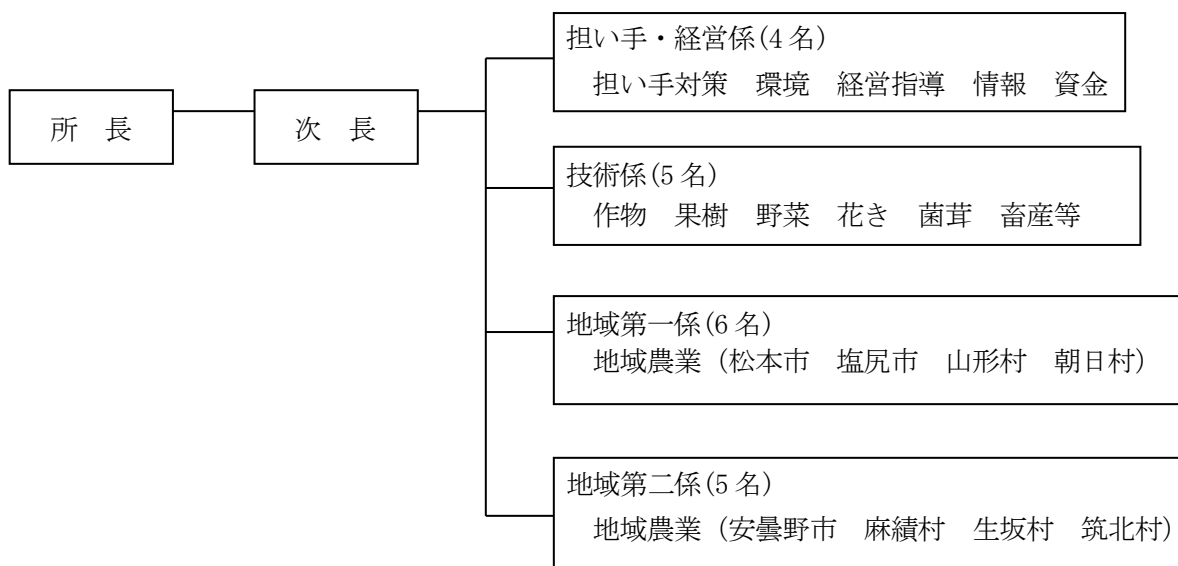 所　長
次　長
担い手・経営係(4名)
担い手対策　環境　経営指導　情報　資金
技術係(5名)
作物　果樹　野菜　花き　菌茸　畜産等
地域第一係(6名)
地域農業（松本市　塩尻市　山形村　朝日村）
地域第二係(5名)
地域農業（安曇野市　麻績村　生坂村　筑北村）